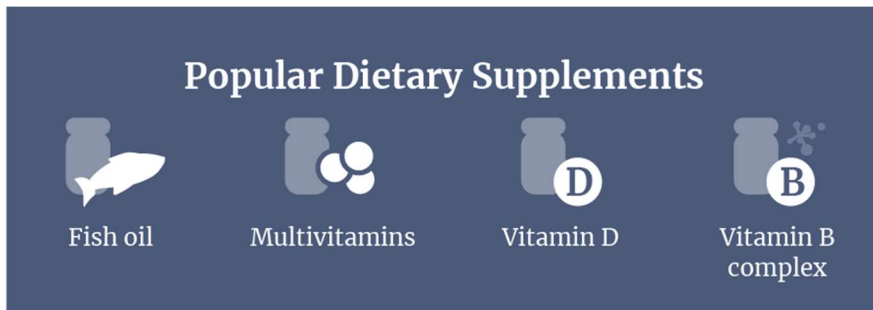 Popular Dietary Supplements
D
B
Fish oil
Multivitamins
Vitamin D
Vitamin B
complex